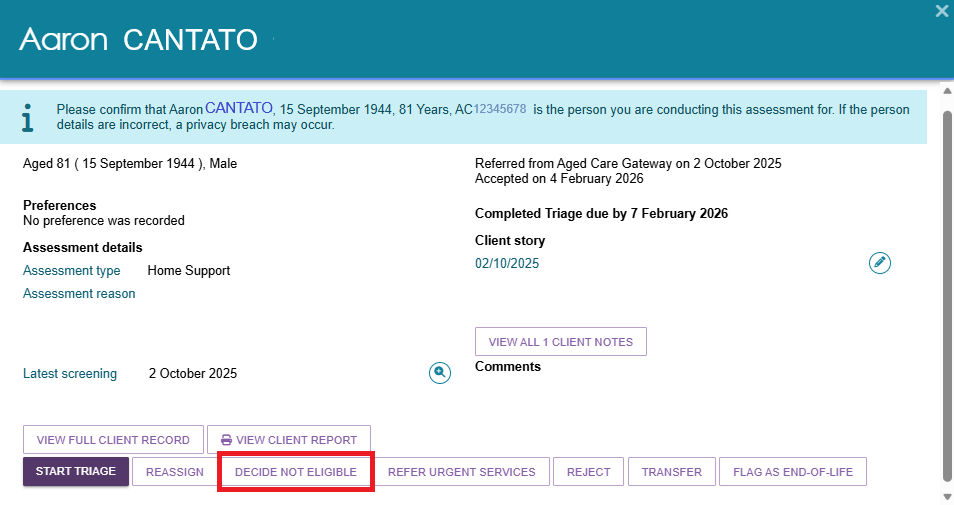 Aaron CANTATO
Please confirm that Aaron CANTATO, 15 September 1944, 81 Years, AC12345678 is the person you are conducting this assessment for. If the person
details are incorrect, a privacy breach may occur.
Aged 81 ( 15 September 1944 ), Male
Preferences
No preference was recorded
Assessment details
Assessment type Home Support
Assessment reason
Latest screening 2 October 2025
Referred from Aged Care Gateway on 2 October 2025
Accepted on 4 February 2026
Completed Triage due by 7 February 2026
Client story
02/10/2025
VIEW ALL 1 CLIENT NOTES
Comments
VIEW FULL CLIENT RECORD VIEW CLIENT REPORT
START TRIAGE REASSIGN DECIDE NOT ELIGIBLE REFER URGENT SERVICES REJECT TRANSFER FLAG AS END-OF-LIFE